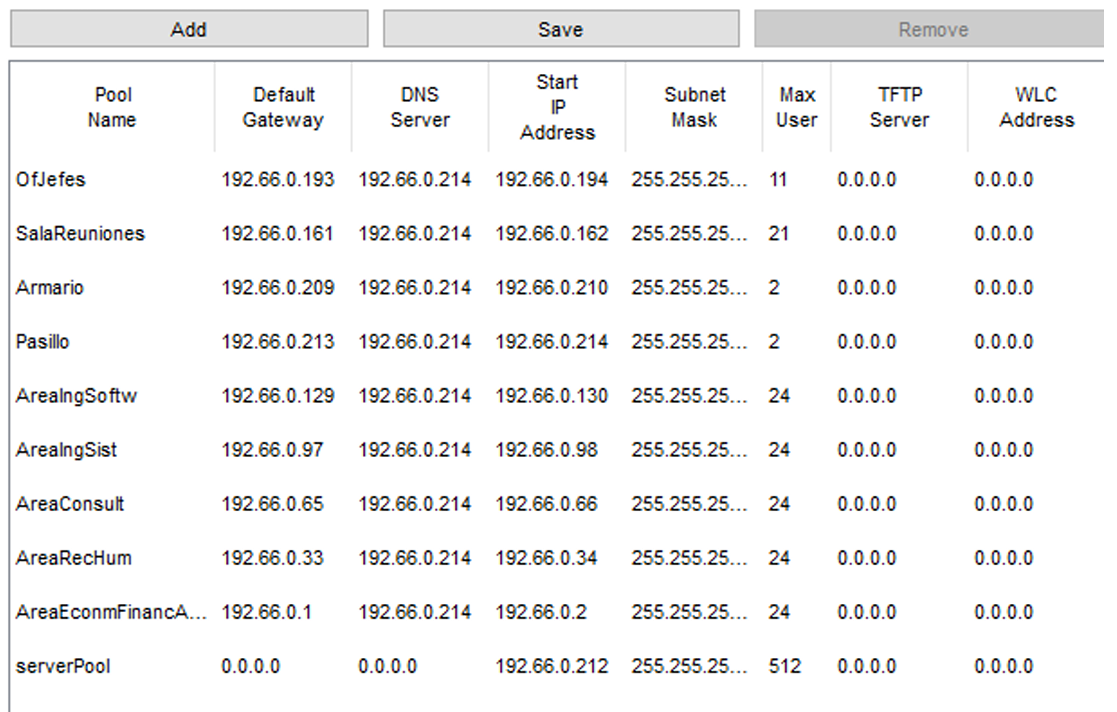 Add Save Remove
Pool Name Default Gateway DNS Server Start IP Address Subnet Mask Max User TFTP Server WLC Address
OfJefes 192.66.0.193 192.66.0.214 192.66.0.194 255.255.25... 11 0.0.0.0 0.0.0.0
SalaReuniones 192.66.0.161 192.66.0.214 192.66.0.162 255.255.25... 21 0.0.0.0 0.0.0.0
Armario 192.66.0.209 192.66.0.214 192.66.0.210 255.255.25... 2 0.0.0.0 0.0.0.0
Pasillo 192.66.0.213 192.66.0.214 192.66.0.214 255.255.25... 2 0.0.0.0 0.0.0.0
AreaIngSoftw 192.66.0.129 192.66.0.214 192.66.0.130 255.255.25... 24 0.0.0.0 0.0.0.0
AreaIngSist 192.66.0.97 192.66.0.214 192.66.0.98 255.255.25... 24 0.0.0.0 0.0.0.0
AreaConsult 192.66.0.65 192.66.0.214 192.66.0.66 255.255.25... 24 0.0.0.0 0.0.0.0
AreaRecHum 192.66.0.33 192.66.0.214 192.66.0.34 255.255.25... 24 0.0.0.0 0.0.0.0
AreaEconmFinancA... 192.66.0.1 192.66.0.214 192.66.0.2 255.255.25... 24 0.0.0.0 0.0.0.0
serverPool 0.0.0.0 0.0.0.0 192.66.0.212 255.255.25... 512 0.0.0.0 0.0.0.0